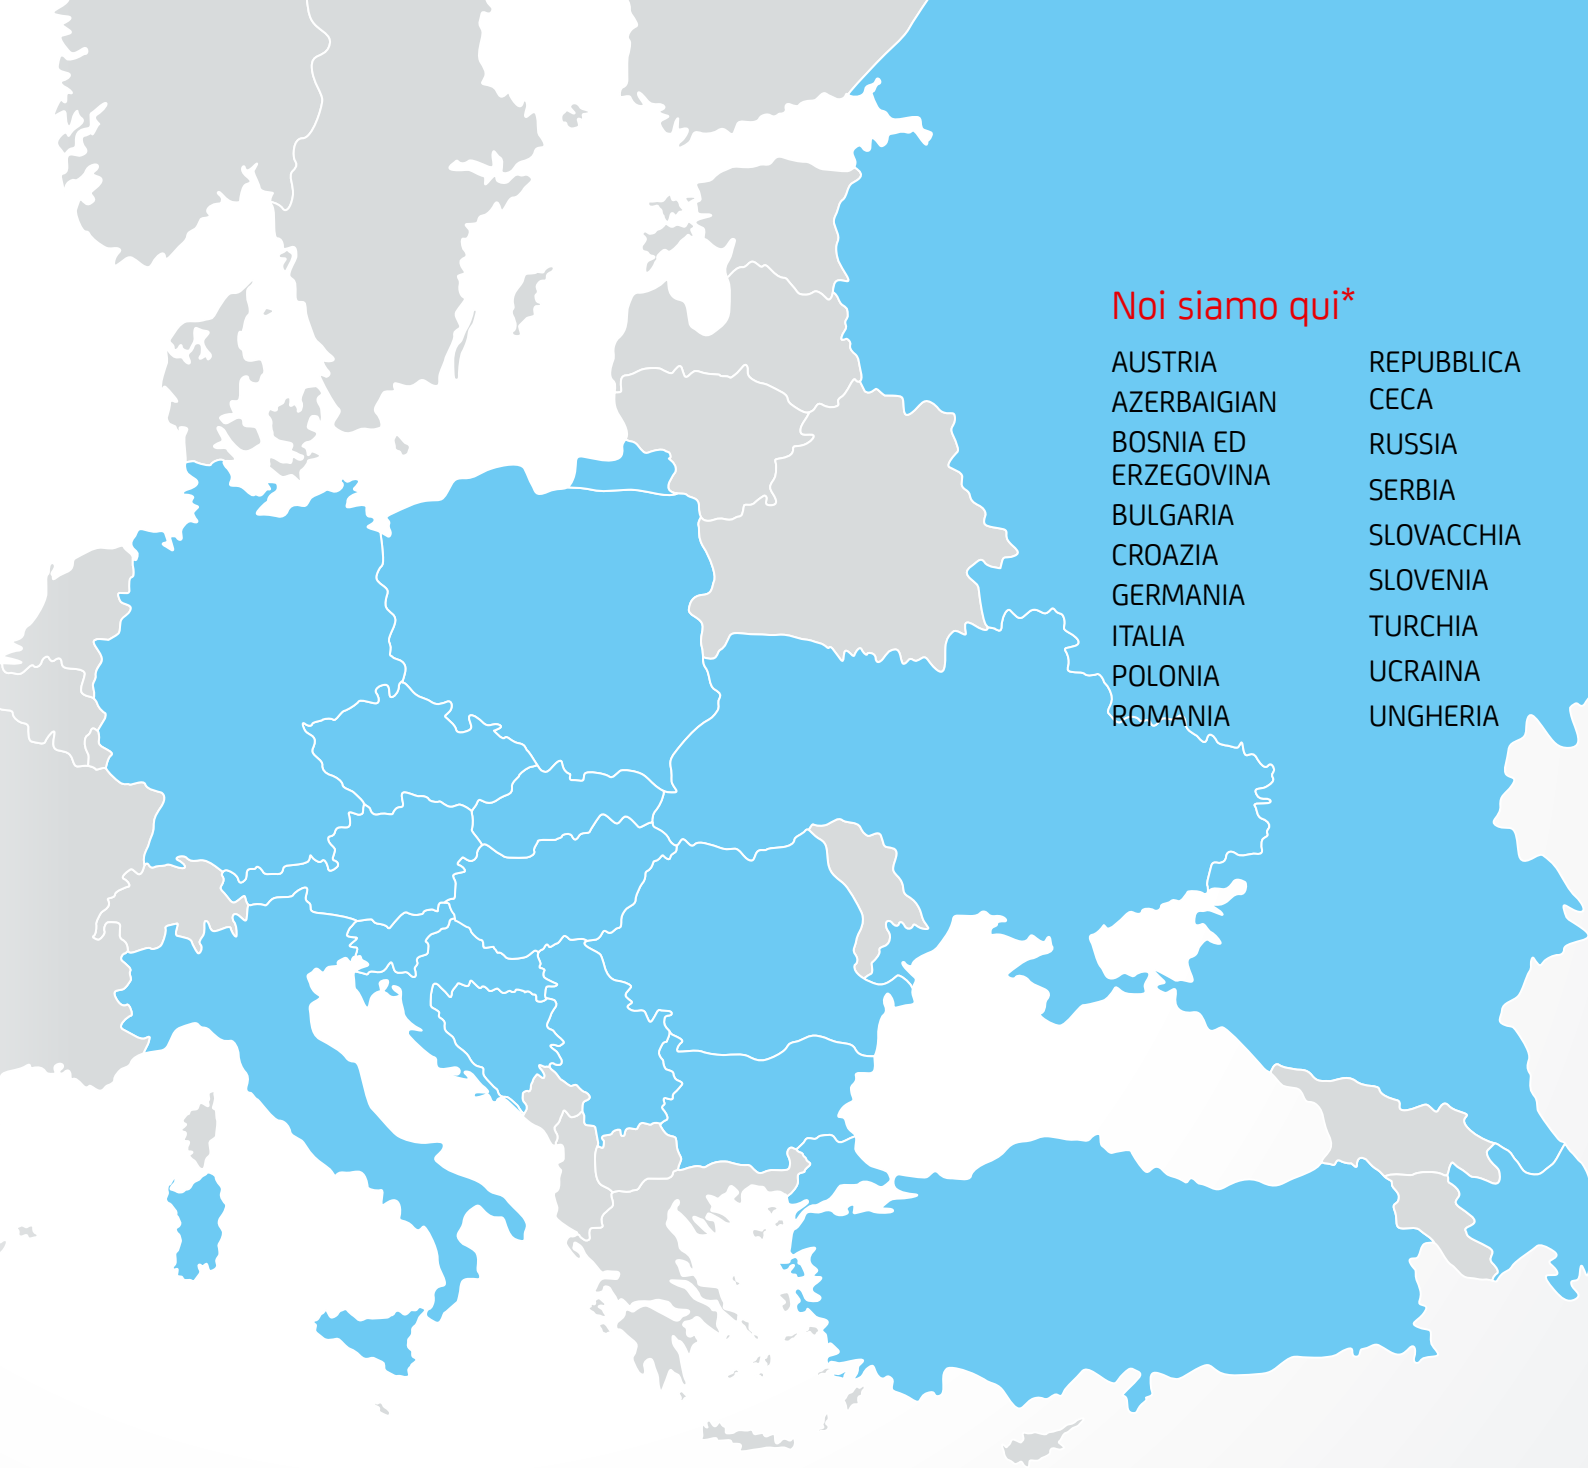 Noi siamo qui*
AUSTRIA
AZERBAIGIAN
BOSNIA ED
ERZEGOVINA
BULGARIA
CROAZIA
GERMANIA
ITALIA
POLONIA
ROMANIA
REPUBBLICA
CECA
RUSSIA
SERBIA
SLOVACCHIA
SLOVENIA
TURCHIA
UCRAINA
UNGHERIA